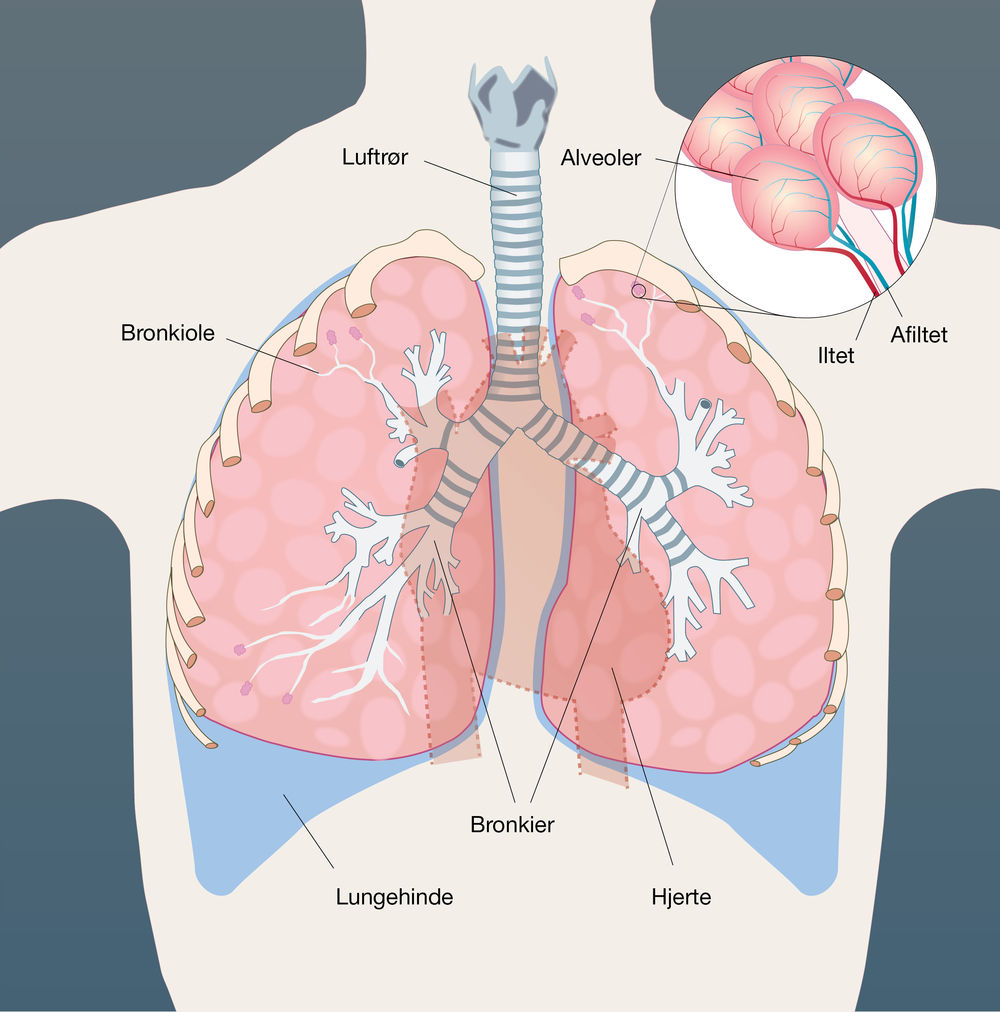 Luftrør
Alveoler
Bronkiole
Iltet
Afiltet
Bronkier
Lungehinde
Hjerte